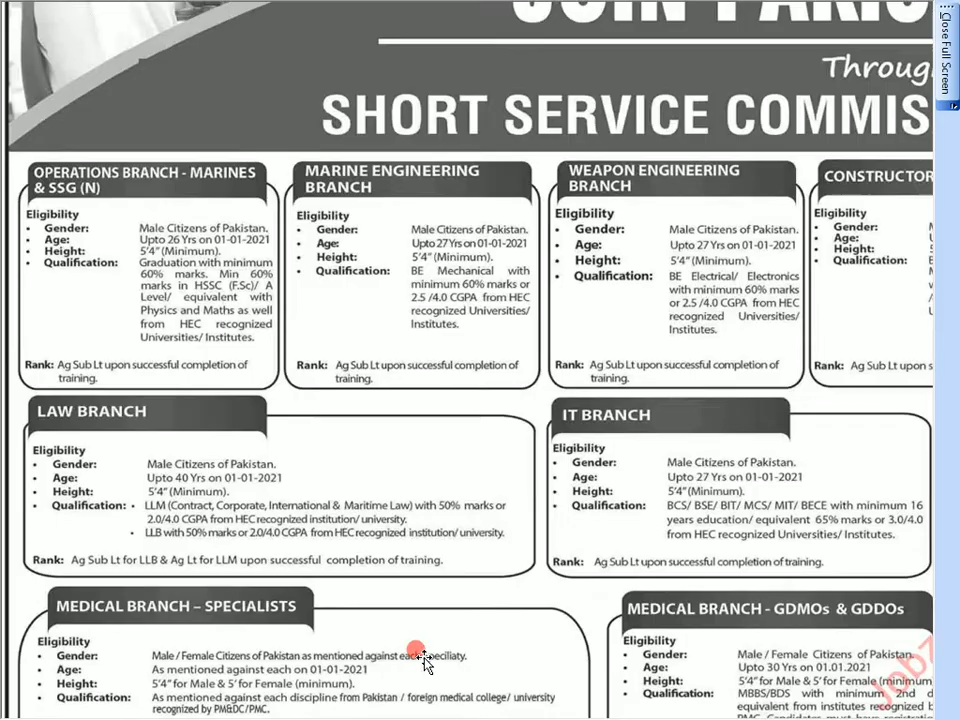 JOIN PAKIS
Throug
SHORT SERVICE COMMIS
OPERATIONS BRANCH - MARINES
& SSG (N)
Eligibility
• Gender: Male Citizens of Pakistan.
• Age: Upto 26 Yrs on 01-01-2021
• Height: 5'4" (Minimum).
• Qualification: Graduation with minimum
60% marks. Min 60%
marks in HSSC (F.Sc)/ A
Level/ equivalent with
Physics and Maths as well
from HEC recognized
Universities/ Institutes.
Rank: Ag Sub Lt upon successful completion of
training.
MARINE ENGINEERING
BRANCH
Eligibility
• Gender: Male Citizens of Pakistan.
• Age: Upto 27 Yrs on 01-01-2021
• Height: 5'4" (Minimum).
• Qualification: BE Mechanical with
minimum 60% marks or
2.5 /4.0 CGPA from HEC
recognized Universities/
Institutes.
Rank: Ag Sub Lt upon successful completion of
training.
WEAPON ENGINEERING
BRANCH
Eligibility
• Gender: Male Citizens of Pakistan.
• Age: Upto 27 Yrs on 01-01-2021
• Height: 5'4" (Minimum).
• Qualification: BE Electrical/ Electronics
with minimum 60% marks
or 2.5 /4.0 CGPA from HEC
recognized Universities/
Institutes.
Rank: Ag Sub Lt upon successful completion of
training.
CONSTRUCTOR
Eligibility
• Gender:
• Age:
• Height:
• Qualification:
Rank: Ag Sub Lt upon s
LAW BRANCH
Eligibility
• Gender: Male Citizens of Pakistan.
• Age: Upto 40 Yrs on 01-01-2021
• Height: 5'4" (Minimum).
• Qualification: • LLM (Contract, Corporate, International & Maritime Law) with 50% marks or
2.0/4.0 CGPA from HEC recognized institution/ university.
• LLB with 50% marks or 2.0/4.0 CGPA from HEC recognized institution/ university.
Rank: Ag Sub Lt for LLB & Ag Lt for LLM upon successful completion of training.
IT BRANCH
Eligibility
• Gender: Male Citizens of Pakistan.
• Age: Upto 27 Yrs on 01-01-2021
• Height: 5'4"(Minimum).
• Qualification: BCS/ BSE/ BIT/ MCS/ MIT/ BECE with minimum 16
years education/ equivalent 65% marks or 3.0/4.0
from HEC recognized Universities/ Institutes.
Rank: Ag Sub Lt upon successful completion of training.
MEDICAL BRANCH – SPECIALISTS
Eligibility
• Gender: Male / Female Citizens of Pakistan as mentioned against each speciliaty.
• Age: As mentioned against each on 01-01-2021
• Height: 5'4" for Male & 5' for Female (minimum).
• Qualification: As mentioned against each discipline from Pakistan / foreign medical college/ university
recognized by PM&DC/PMC.
MEDICAL BRANCH - GDMOs & GDDOs
Eligibility
• Gender: Male / Female Citizens of Pakistan.
• Age: Upto 30 Yrs on 01.01.2021
• Height: 5'4" for Male & 5' for Female (minimum
• Qualification: MBBS/BDS with minimum 2nd d
equivalent from institutes recognized b
Close Full Screen